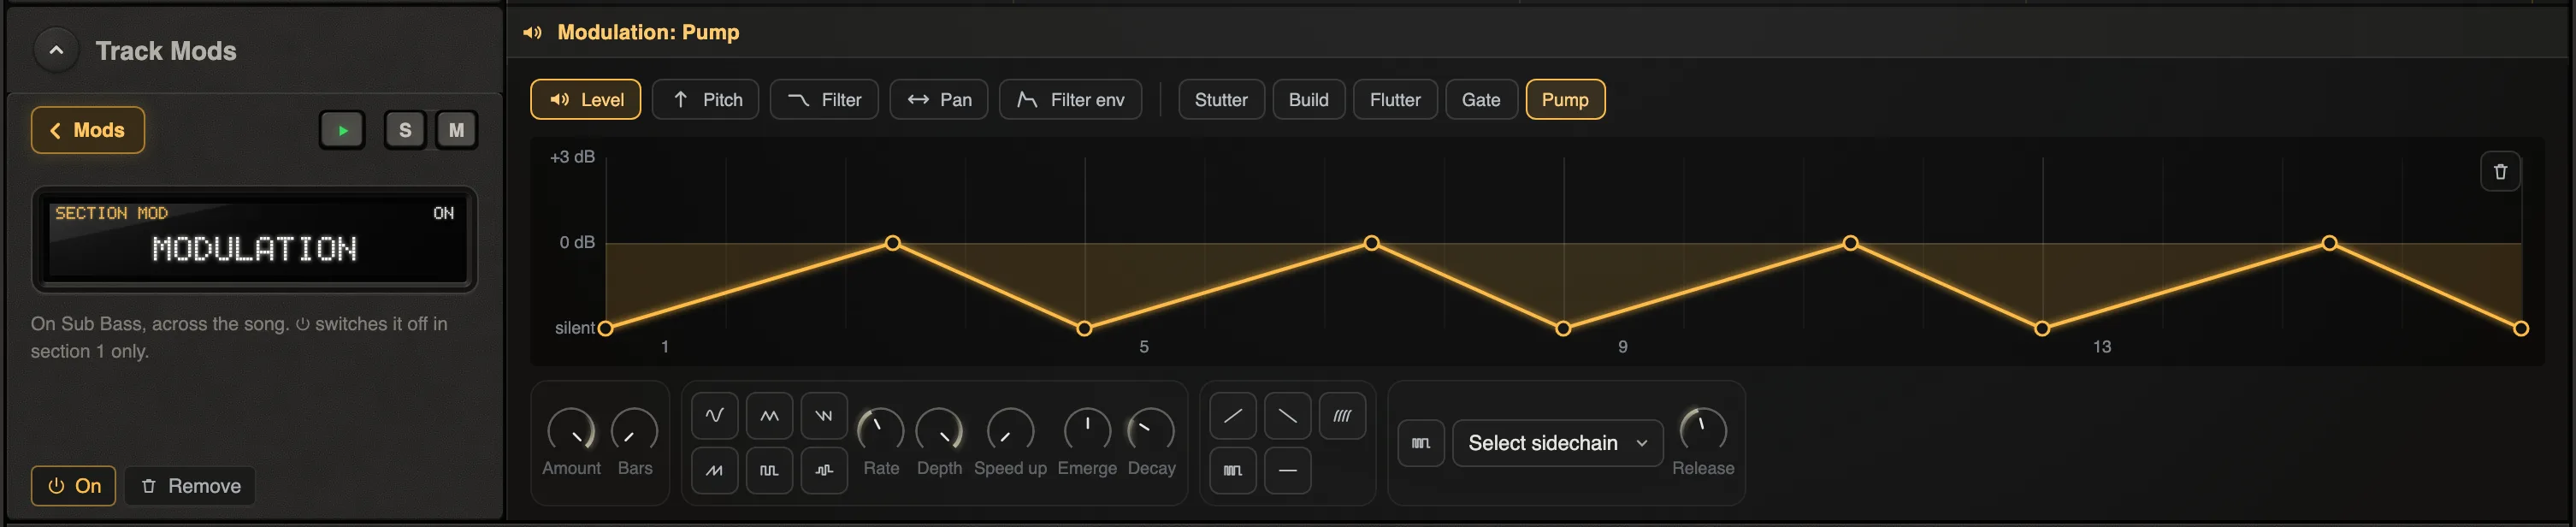 Track Mods
Mods
S
M
SECTION MOD
ON
MODULATION
On Sub Bass, across the song. switches it off in
section 1 only.
On
Remove
Modulation: Pump
Level
Pitch
Filter
Pan
Filter env
Stutter
Build
Flutter
Gate
Pump
+3 dB
0 dB
silent
1
5
9
13
Amount
Bars
Rate
Depth
Speed up
Emerge
Decay
Select sidechain
Release